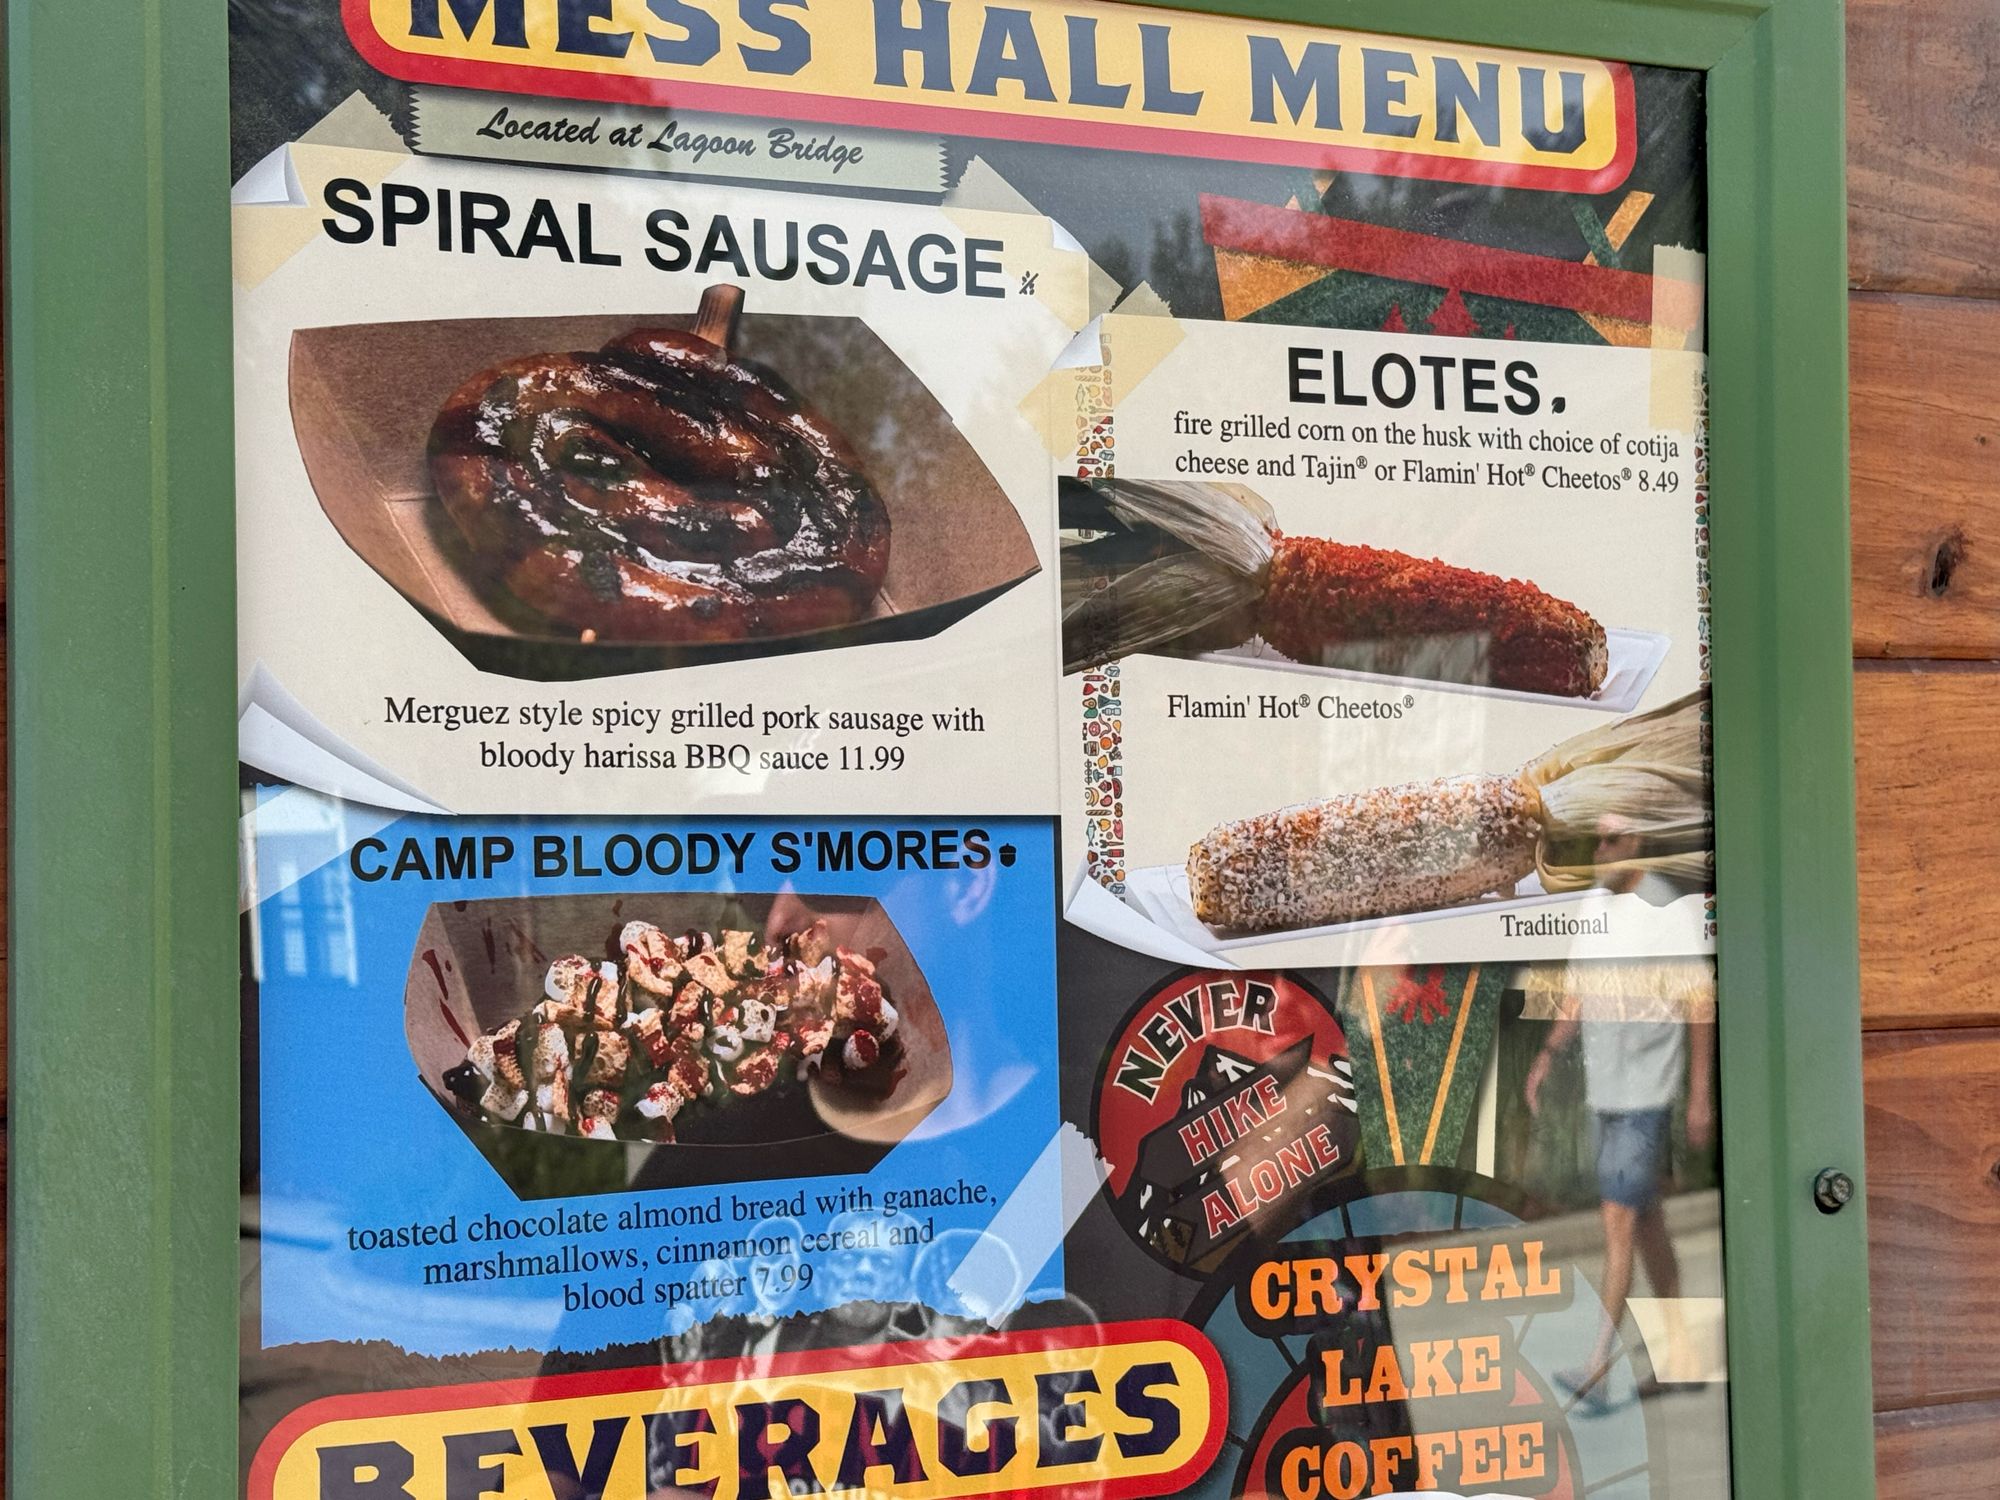 MESS HALL MENU
Located at Lagoon Bridge
SPIRAL SAUSAGE
Merguez style spicy grilled pork sausage with
bloody harissa BBQ sauce 11.99
ELOTES
fire grilled corn on the husk with choice of cotija
cheese and Tajin® or Flamin' Hot® Cheetos® 8.49
Flamin' Hot® Cheetos®
Traditional
CAMP BLOODY S'MORES
toasted chocolate almond bread with ganache,
marshmallows, cinnamon cereal and
blood spatter 7.99
NEVER
HIKE
ALONE
CRYSTAL
LAKE
COFFEE
BEVERAGES